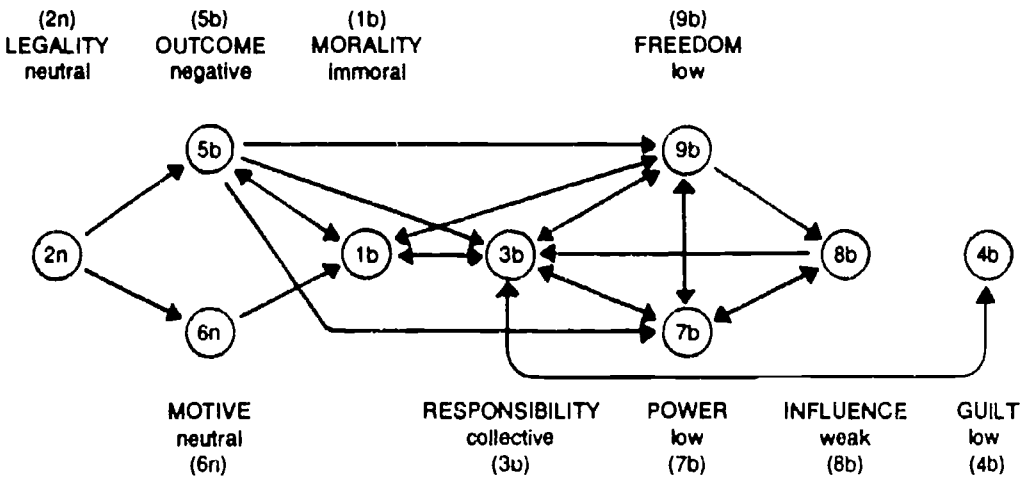 (2n) (5b) (1b) (9b)
LEGALITY OUTCOME MORALITY FREEDOM
neutral negative immoral low
5b 9b
2n 1b 3b 8b 4b
6n 7b
MOTIVE RESPONSIBILITY POWER INFLUENCE GUILT
neutral collective low weak low
(6n) (3b) (7b) (8b) (4b)